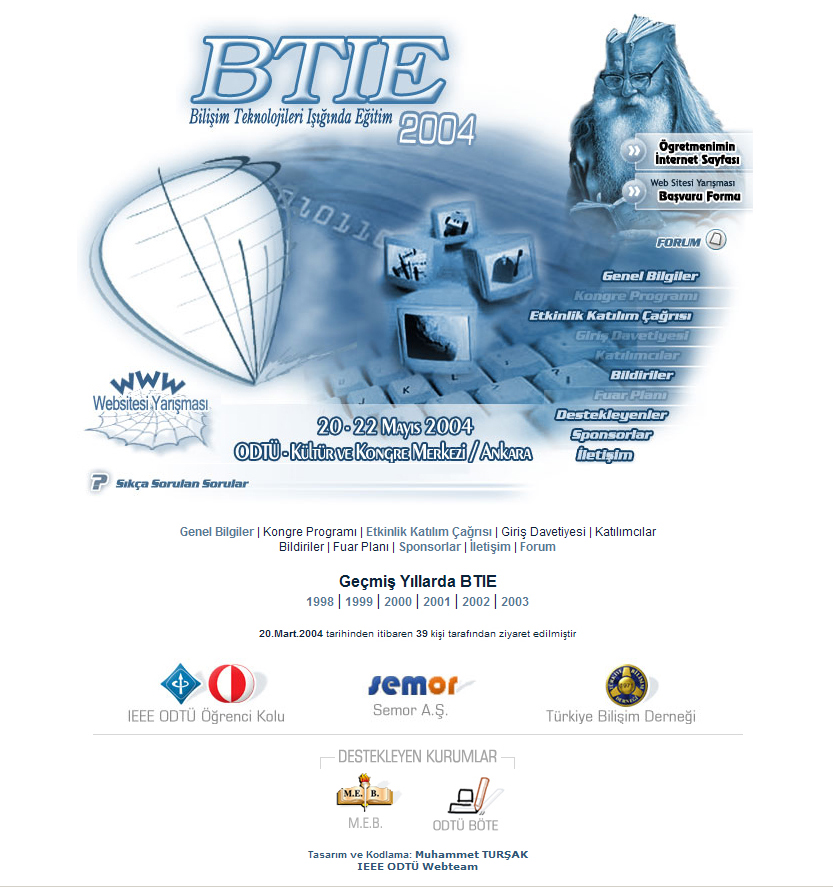 BTIE
Bilişim Teknolojileri Işığında Eğitim
2004
Ögretmenimin
İnternet Sayfası
Web Sitesi Yarışması
Başvuru Formu
FORUM
Genel Bilgiler
Kongre Programı
Etkinlik Katılım Çağrısı
Giriş Davetiyesi
Katılımcılar
Bildiriler
Fuar Planı
Destekleyenler
Sponsorlar
İletişim
WWW
Websitesi Yarışması
20 - 22 Mayıs 2004
ODTÜ - Kültür ve Kongre Merkezi / Ankara
? Sıkça Sorulan Sorular
Genel Bilgiler | Kongre Programı | Etkinlik Katılım Çağrısı | Giriş Davetiyesi | Katılımcılar
Bildiriler | Fuar Planı | Sponsorlar | İletişim | Forum
Geçmiş Yıllarda BTIE
1998 | 1999 | 2000 | 2001 | 2002 | 2003
20.Mart.2004 tarihinden itibaren 39 kişi tarafından ziyaret edilmiştir
semor
IEEE ODTÜ Öğrenci Kolu
Semor A.Ş.
Türkiye Bilişim Derneği
DESTEKLEYEN KURUMLAR
M.E. B.
M.E.B.
ODTÜ BÖTE
Tasarım ve Kodlama: Muhammet TURŞAK
IEEE ODTÜ Webteam